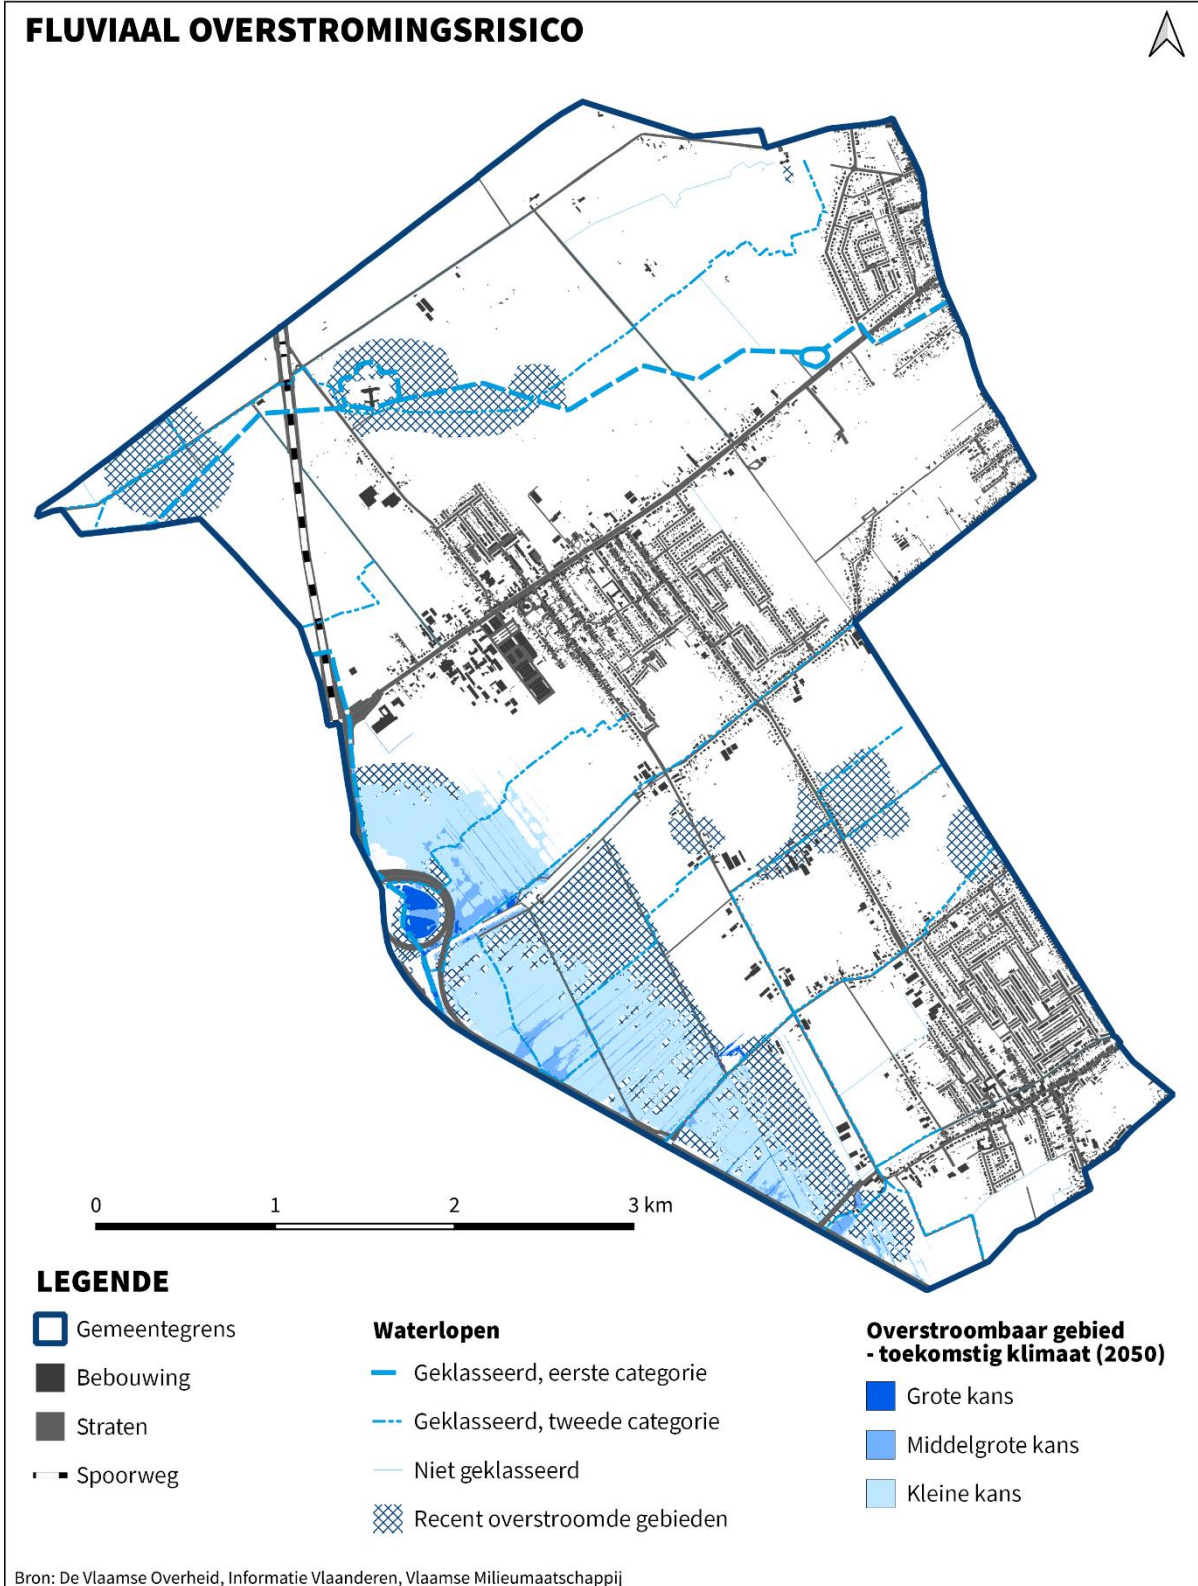 FLUVIAAL OVERSTROMINGSRISICO
0 1 2 3 km
LEGENDE
Gemeentegrens
Bebouwing
Straten
Spoorweg
Waterlopen
Geklasseerd, eerste categorie
Geklasseerd, tweede categorie
Niet geklasseerd
Recent overstroomde gebieden
Overstroombaar gebied
- toekomstig klimaat (2050)
Grote kans
Middelgrote kans
Kleine kans
Bron: De Vlaamse Overheid, Informatie Vlaanderen, Vlaamse Milieumaatschappij